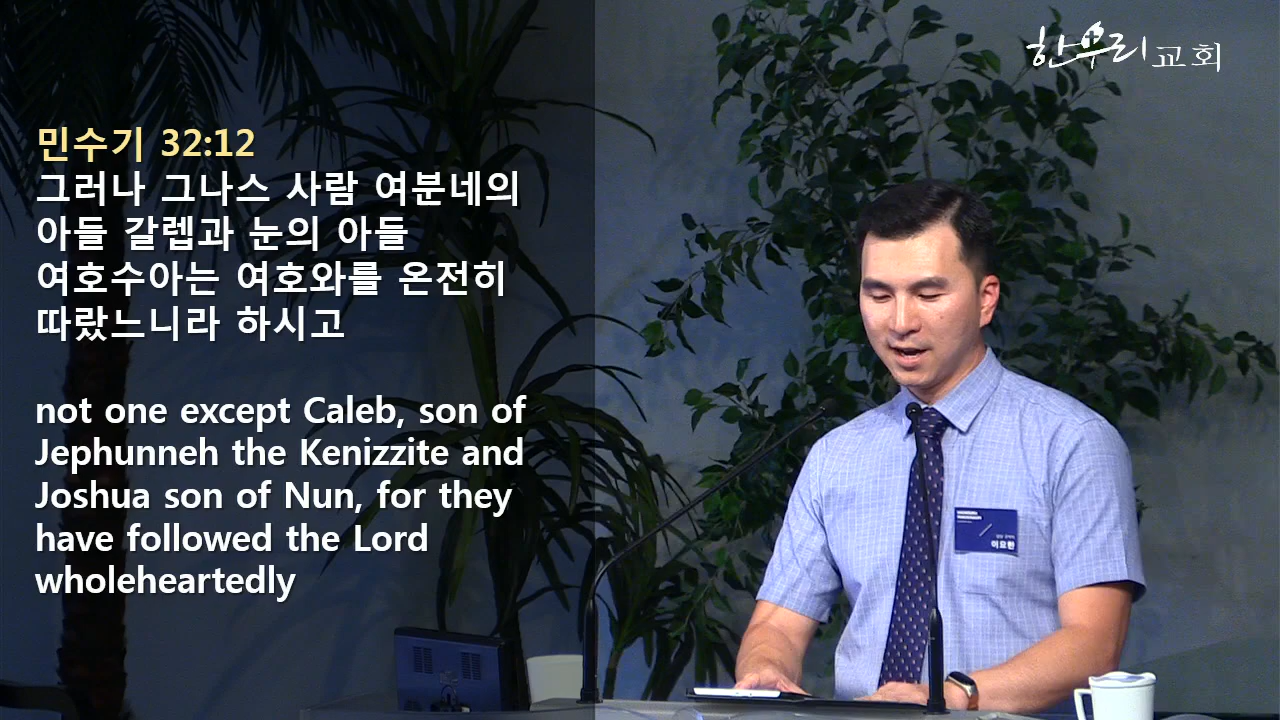 한우리교회
민수기 32:12
그러나 그나스 사람 여분네의
아들 갈렙과 눈의 아들
여호수아는 여호와를 온전히
따랐느니라 하시고
not one except Caleb, son of
Jephunneh the Kenizzite and
Joshua son of Nun, for they
have followed the Lord
wholeheartedly
이요한